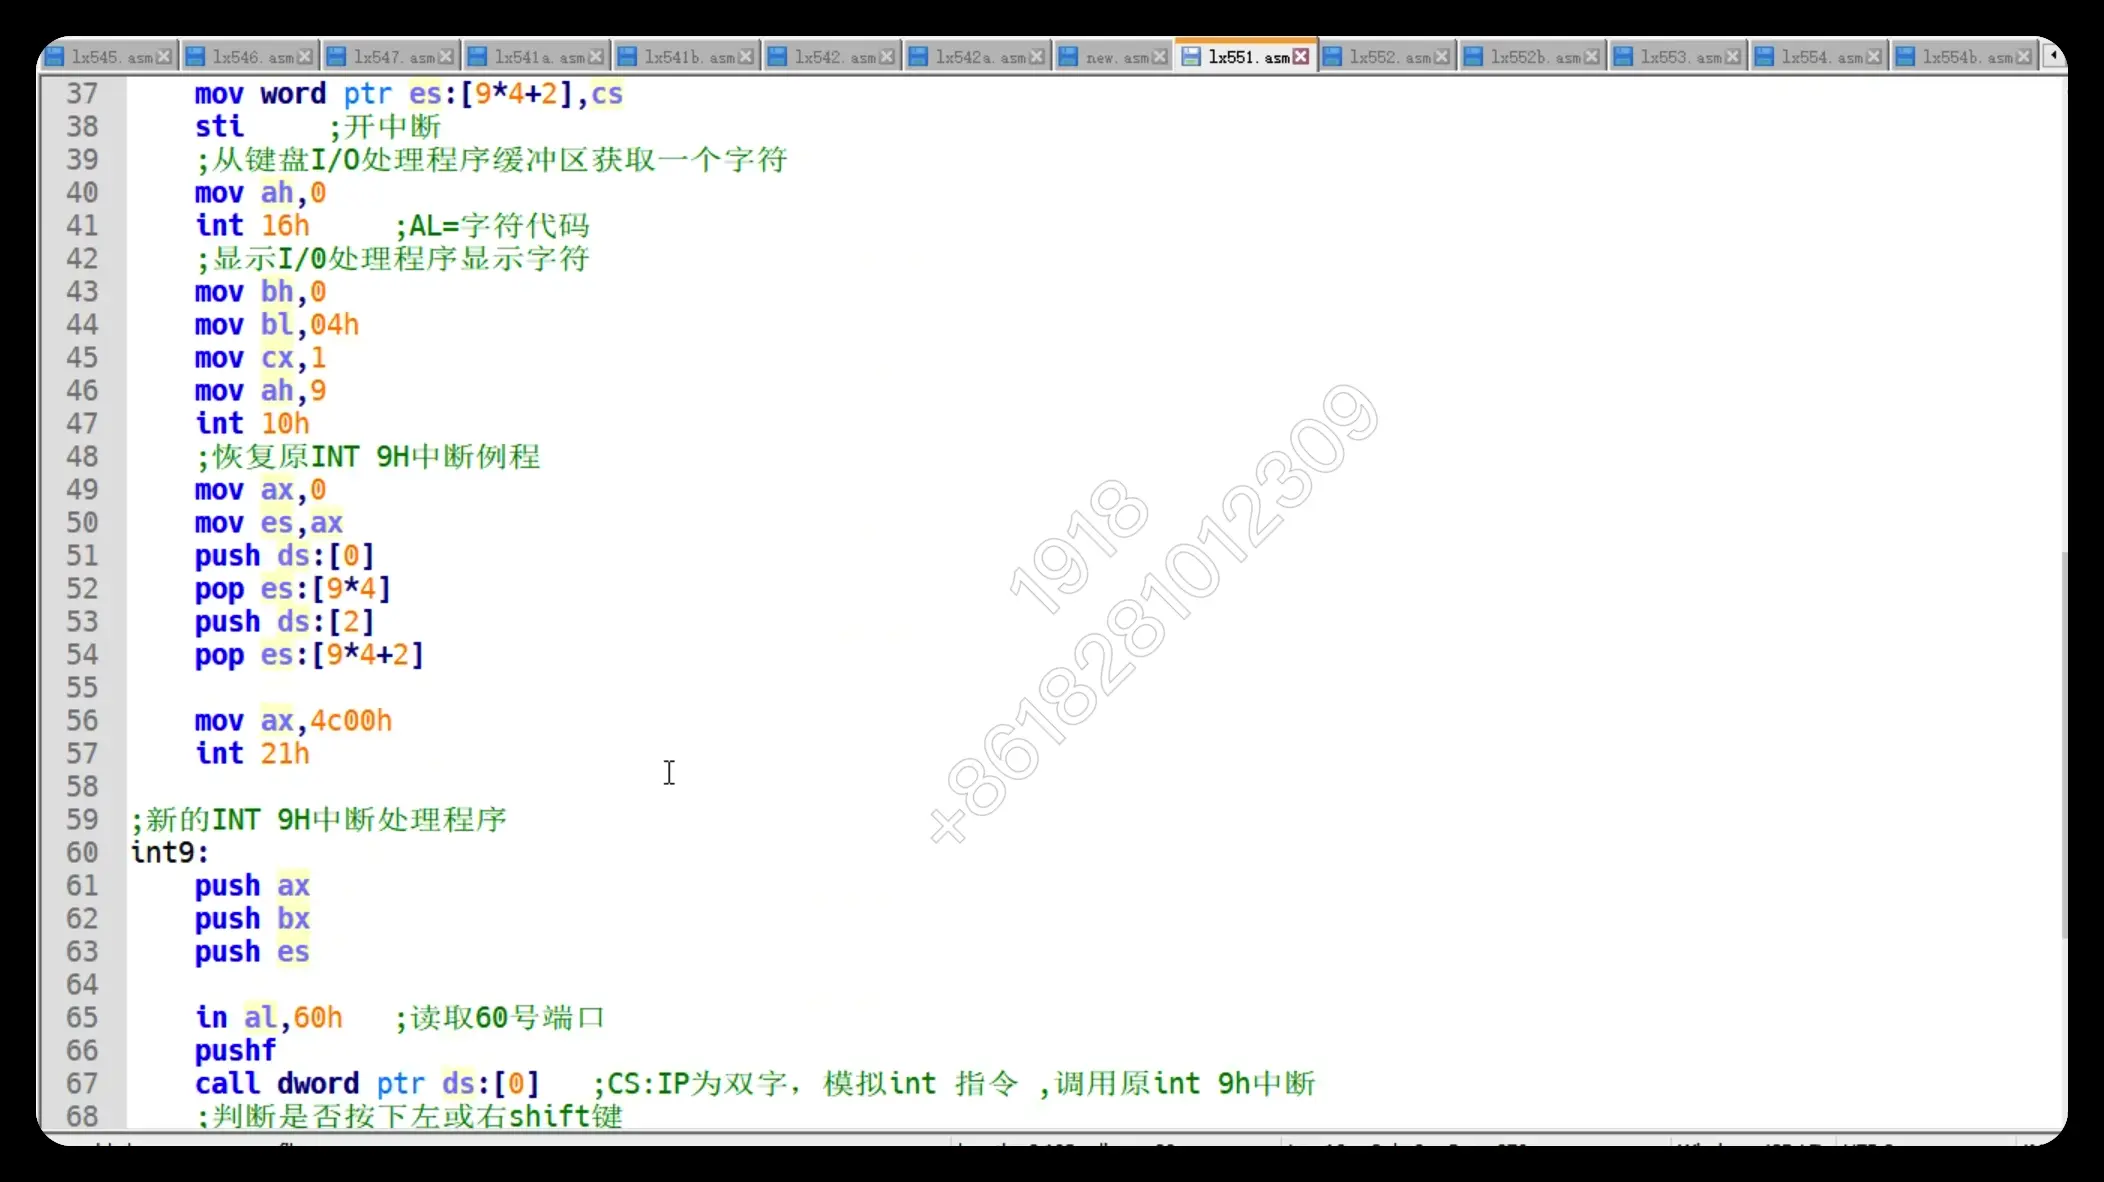 lx545.asm lx546.asm lx547.asm lx541a.asm lx541b.asm lx542.asm lx542a.asm new.asm lx551.asm lx552.asm lx552b.asm lx553.asm lx554.asm lx554b.asm
37 mov word ptr es:[9*4+2],cs
38 sti ;开中断
39 ;从键盘I/O处理程序缓冲区获取一个字符
40 mov ah,0
41 int 16h ;AL=字符代码
42 ;显示I/0处理程序显示字符
43 mov bh,0
44 mov bl,04h
45 mov cx,1
46 mov ah,9
47 int 10h
48 ;恢复原INT 9H中断例程
49 mov ax,0
50 mov es,ax
51 push ds:[0]
52 pop es:[9*4]
53 push ds:[2]
54 pop es:[9*4+2]
55
56 mov ax,4c00h
57 int 21h
58
59 ;新的INT 9H中断处理程序
60 int9:
61 push ax
62 push bx
63 push es
64
65 in al,60h ;读取60号端口
66 pushf
67 call dword ptr ds:[0] ;CS:IP为双字，模拟int 指令 ,调用原int 9h中断
68 ;判断是否按下左或右shift键
1918
+8618281012309